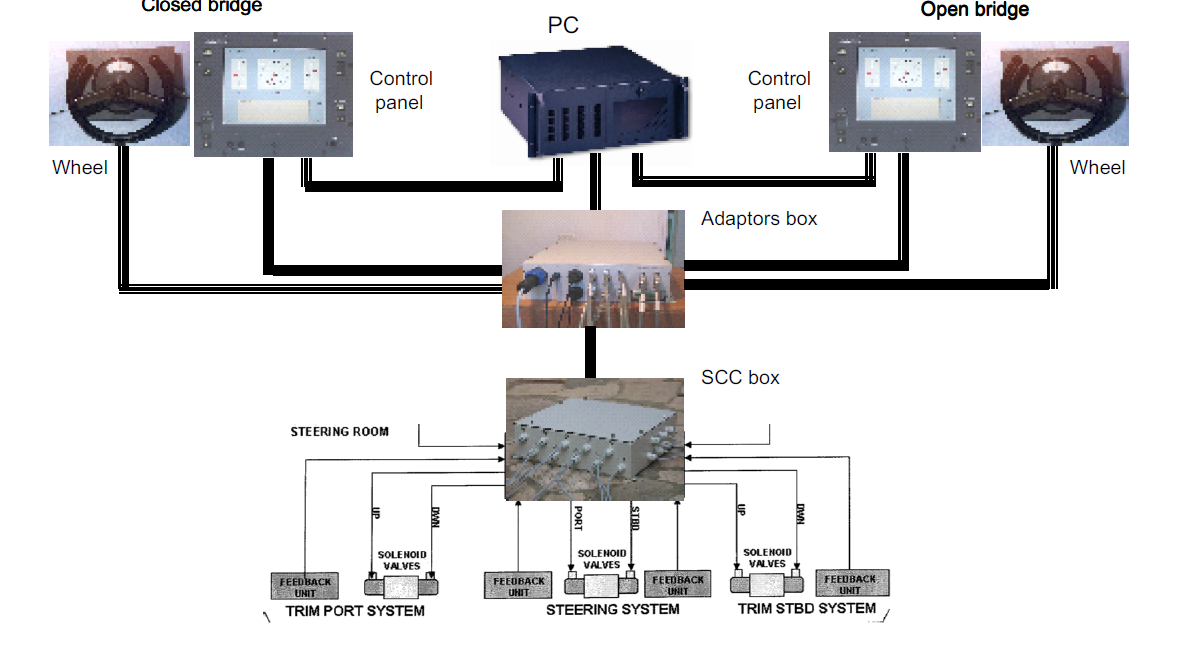 Closed bridge
Open bridge
PC
Control
panel
Control
panel
Wheel
Wheel
Adaptors box
SCC box
STEERING ROOM
UP
DWN
PORT
STBD
UP
DWN
SOLENOID
VALVES
SOLENOID
VALVES
SOLENOID
VALVES
FEEDBACK
UNIT
FEEDBACK
UNIT
FEEDBACK
UNIT
FEEDBACK
UNIT
TRIM PORT SYSTEM
STEERING SYSTEM
TRIM STBD SYSTEM